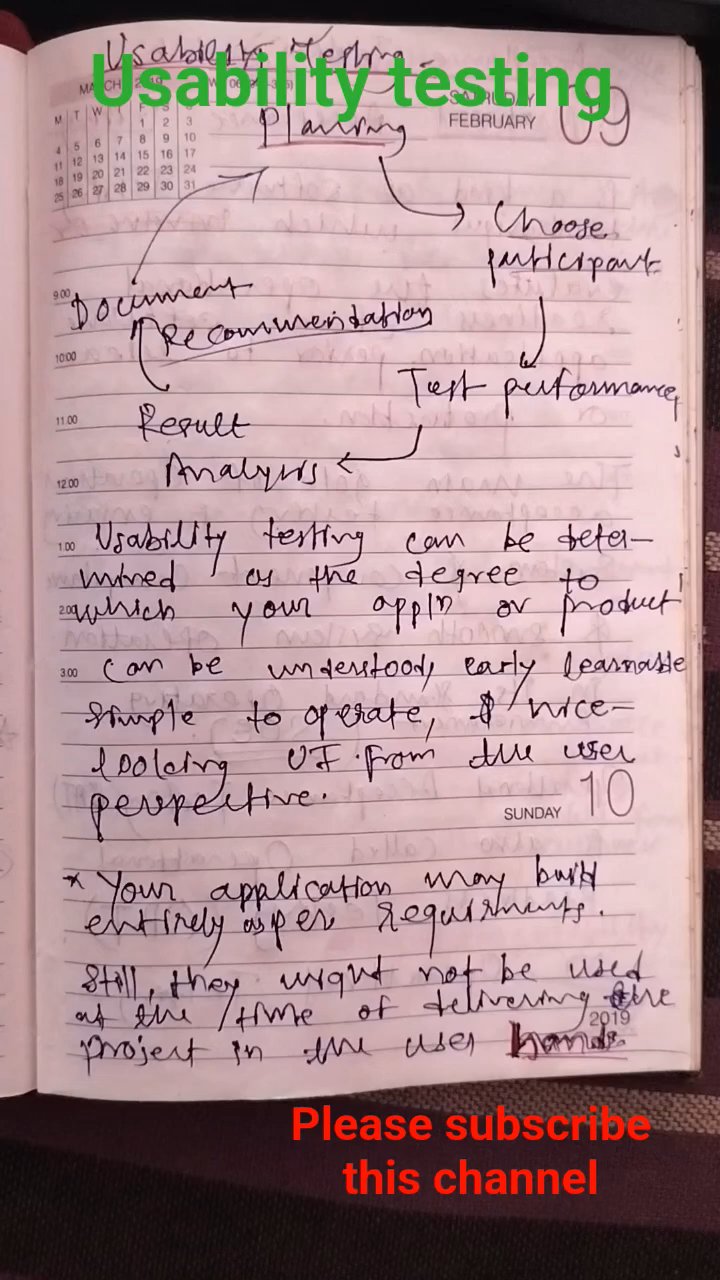 Usability Testing -
Usability testing
MARCH 2019
SATURDAY
FEBRUARY 09
M T W S
1 2 3
4 5 6 7 8 9 10
11 12 13 14 15 16 17
18 19 20 21 22 23 24
25 26 27 28 29 30 31
Planning
Choose
participant
9:00
Document
Recommendation
10:00
Test performance
11:00
Result
Analysis
12:00
1:00 Usability testing can be deter-
mined as the degree to
2:00 which your appln or product
3:00 can be understood, early learnable
simple to operate, & nice-
looking UI from the user
perspective.
SUNDAY 10
* Your application may built
entirely as per requirments.
Still, they might not be used
at the time of delivering the
2019
project in the user hands.
Please subscribe
this channel